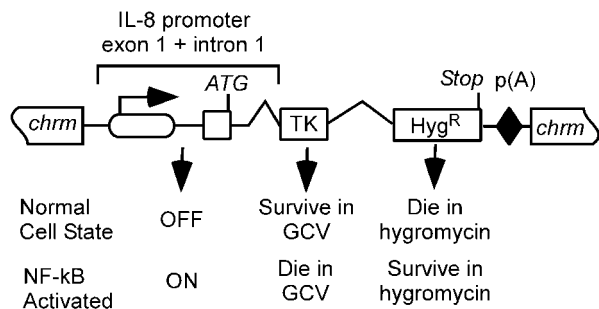 IL-8 promoter
exon 1 + intron 1
ATG
Stop p(A)
chrm TK Hyg^R chrm
Normal Cell State OFF Survive in GCV Die in hygromycin
NF-kB Activated ON Die in GCV Survive in hygromycin